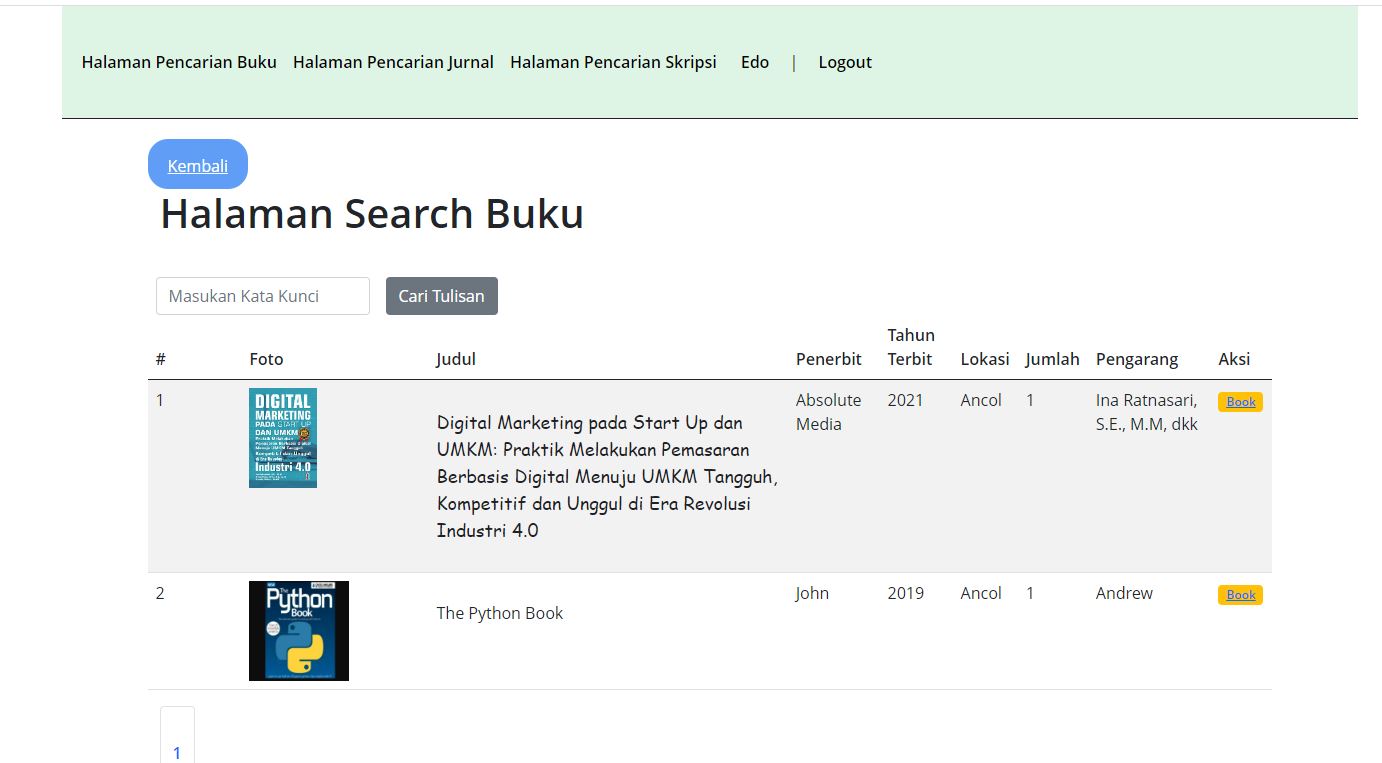 Halaman Pencarian Buku Halaman Pencarian Jurnal Halaman Pencarian Skripsi Edo | Logout
Kembali
Halaman Search Buku
Masukan Kata Kunci Cari Tulisan
# Foto Judul Penerbit Tahun Terbit Lokasi Jumlah Pengarang Aksi
1
DIGITAL
MARKETING
PADA START UP
DAN UMKM
Industri 4.0
Digital Marketing pada Start Up dan
UMKM: Praktik Melakukan Pemasaran
Berbasis Digital Menuju UMKM Tangguh,
Kompetitif dan Unggul di Era Revolusi
Industri 4.0
Absolute
Media
2021
Ancol
1
Ina Ratnasari,
S.E., M.M, dkk
Book
2
The
Python
Book
The Python Book
John
2019
Ancol
1
Andrew
Book
1